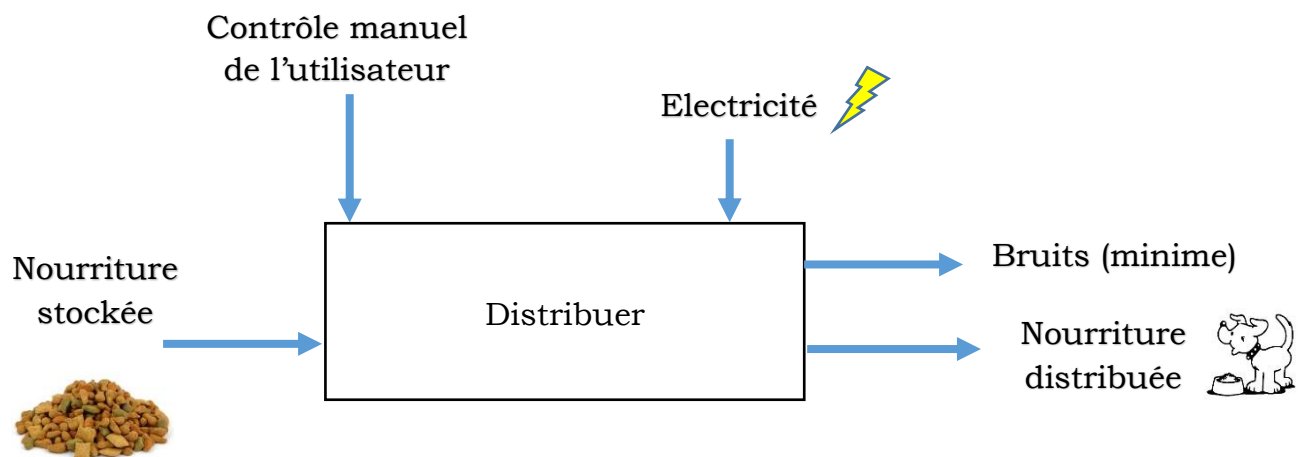 Contrôle manuel
de l’utilisateur
Electricité
Nourriture
stockée
Distribuer
Bruits (minime)
Nourriture
distribuée